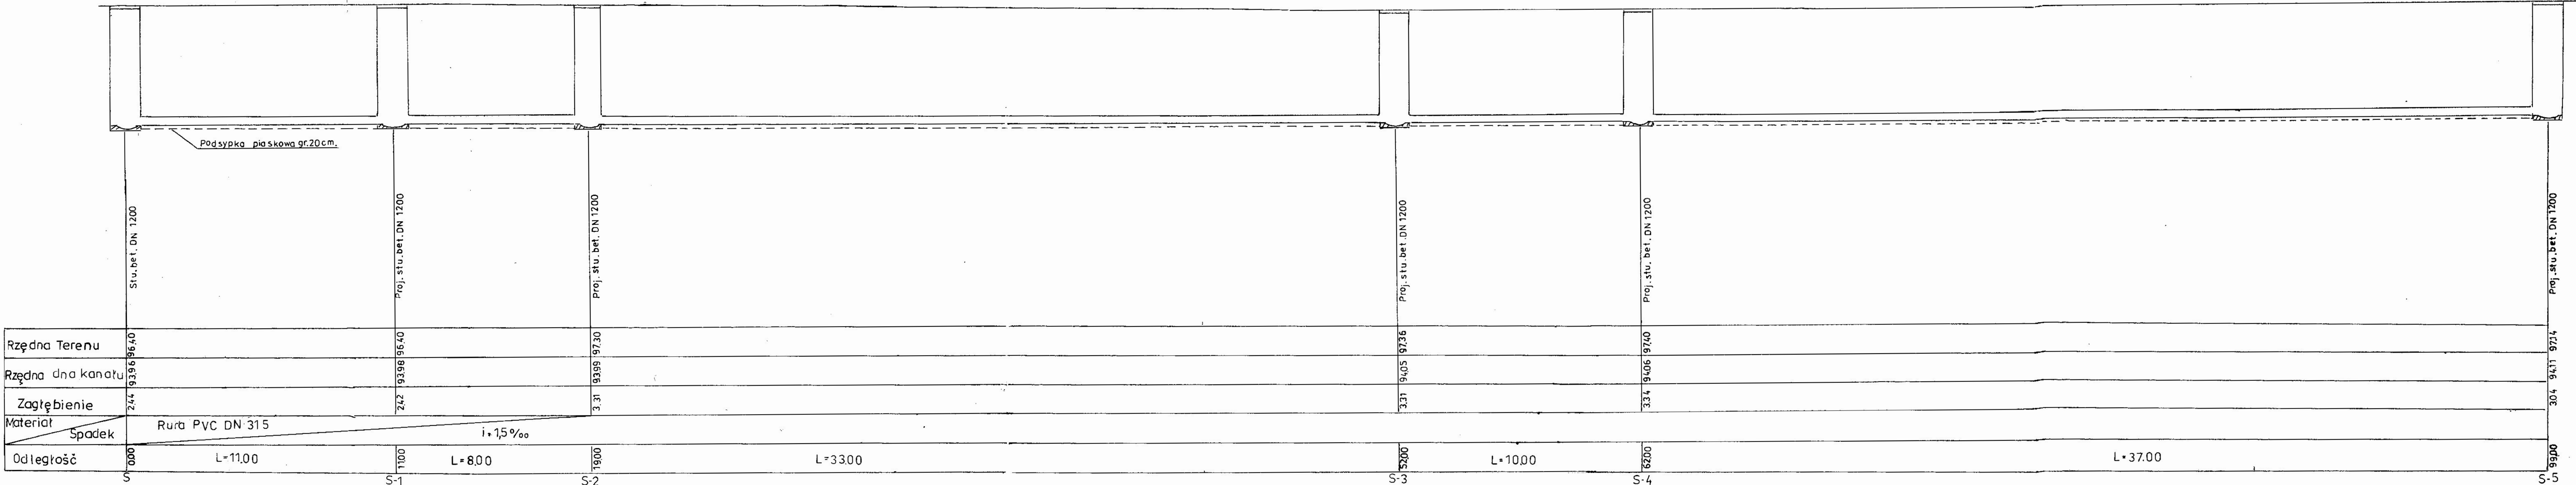 Podsypka piaskowa gr.20cm.
Stu.bet. DN 1200
Proj. stu. bet. DN 1200
Proj. stu. bet. DN 1200
Proj. stu. bet. DN 1200
Proj. stu. bet. DN 1200
Proj. stu. bet. DN 1200
Rzędna Terenu 96,40 96,40 97,30 97,36 97,40 97,14
Rzędna dna kanału 93,96 93,98 93,99 94,05 94,06 94,11
Zagłębienie 2,44 2,42 3,31 3,31 3,34 3,04
Materiał Spadek
Rura PVC DN 315
i=1,5‰
Odległość 0,00 L=11,00 11,00 L=8,00 19,00 L=33,00 52,00 L=10,00 62,00 L=37,00 99,00
S S-1 S-2 S-3 S-4 S-5